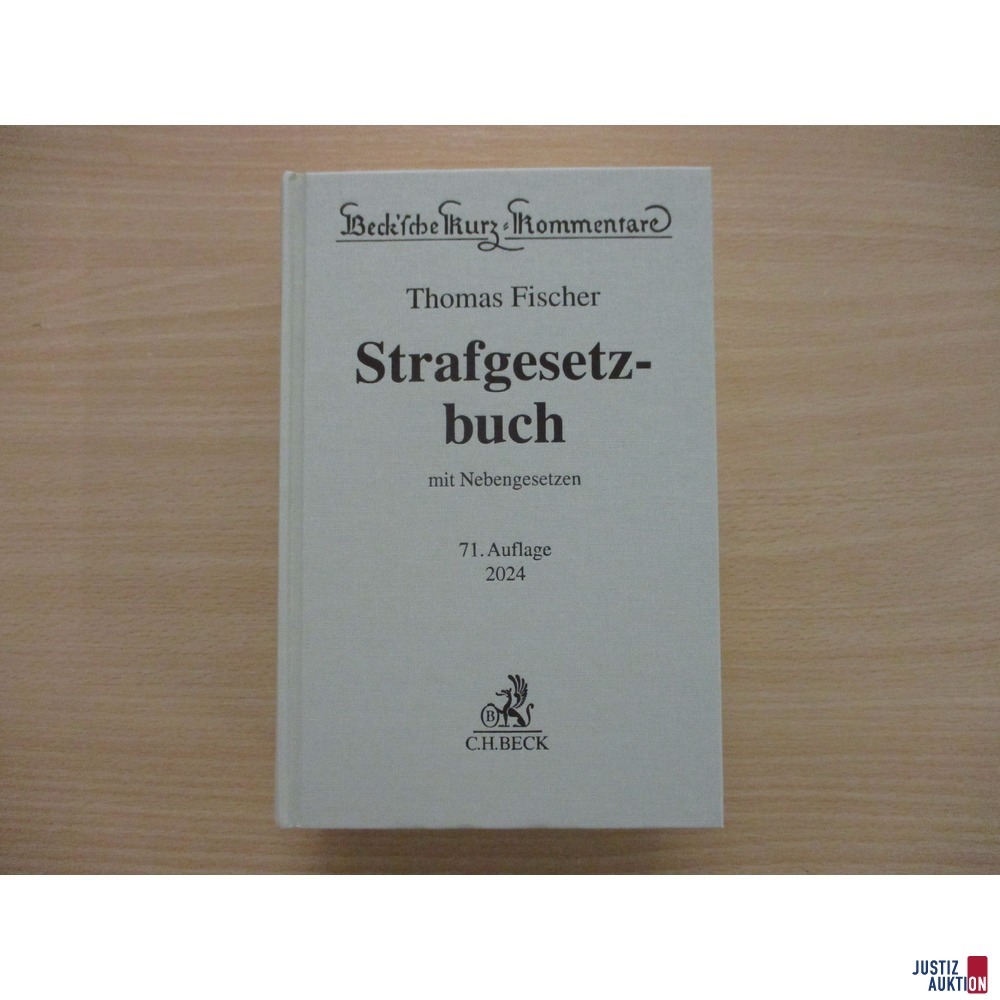 Beck'sche Kurz-Kommentare
Thomas Fischer
Strafgesetz-
buch
mit Nebengesetzen
71. Auflage
2024
B
C.H.BECK
JUSTIZ
AUKTION